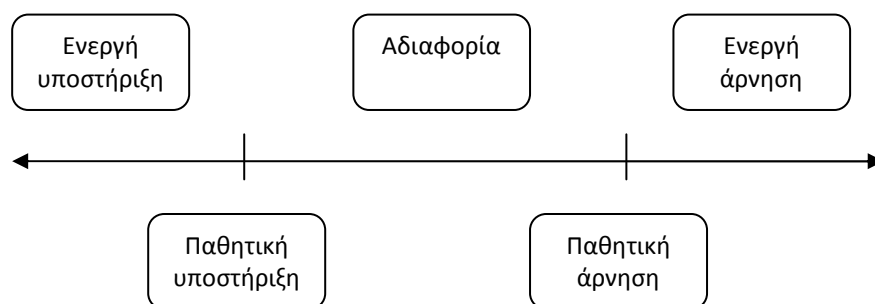 Ενεργή
υποστήριξη
Αδιαφορία
Ενεργή
άρνηση
Παθητική
υποστήριξη
Παθητική
άρνηση